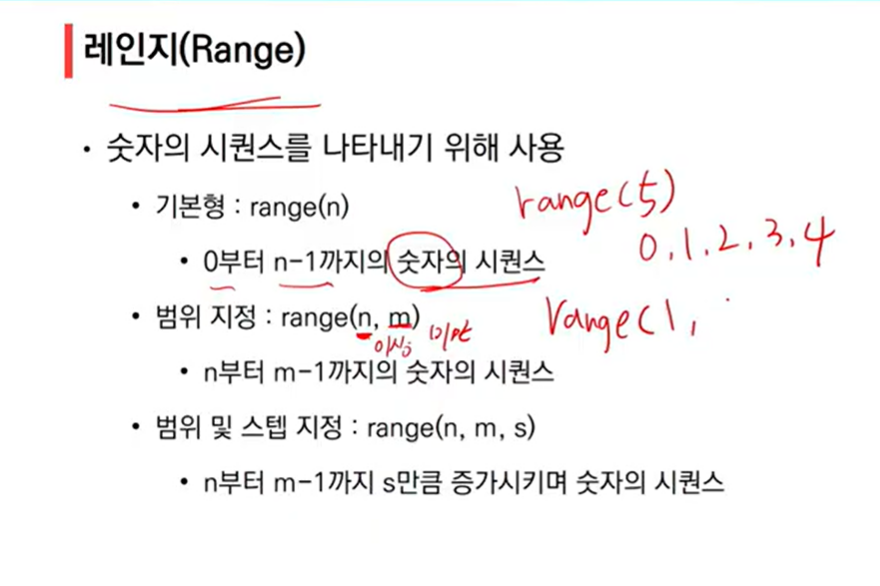 레인지(Range)
• 숫자의 시퀀스를 나타내기 위해 사용
• 기본형 : range(n)
range(5)
• 0부터 n-1까지의 숫자의 시퀀스
0, 1, 2, 3, 4
• 범위 지정 : range(n, m)
이상 미만
range(1,
• n부터 m-1까지의 숫자의 시퀀스
• 범위 및 스텝 지정 : range(n, m, s)
• n부터 m-1까지 s만큼 증가시키며 숫자의 시퀀스